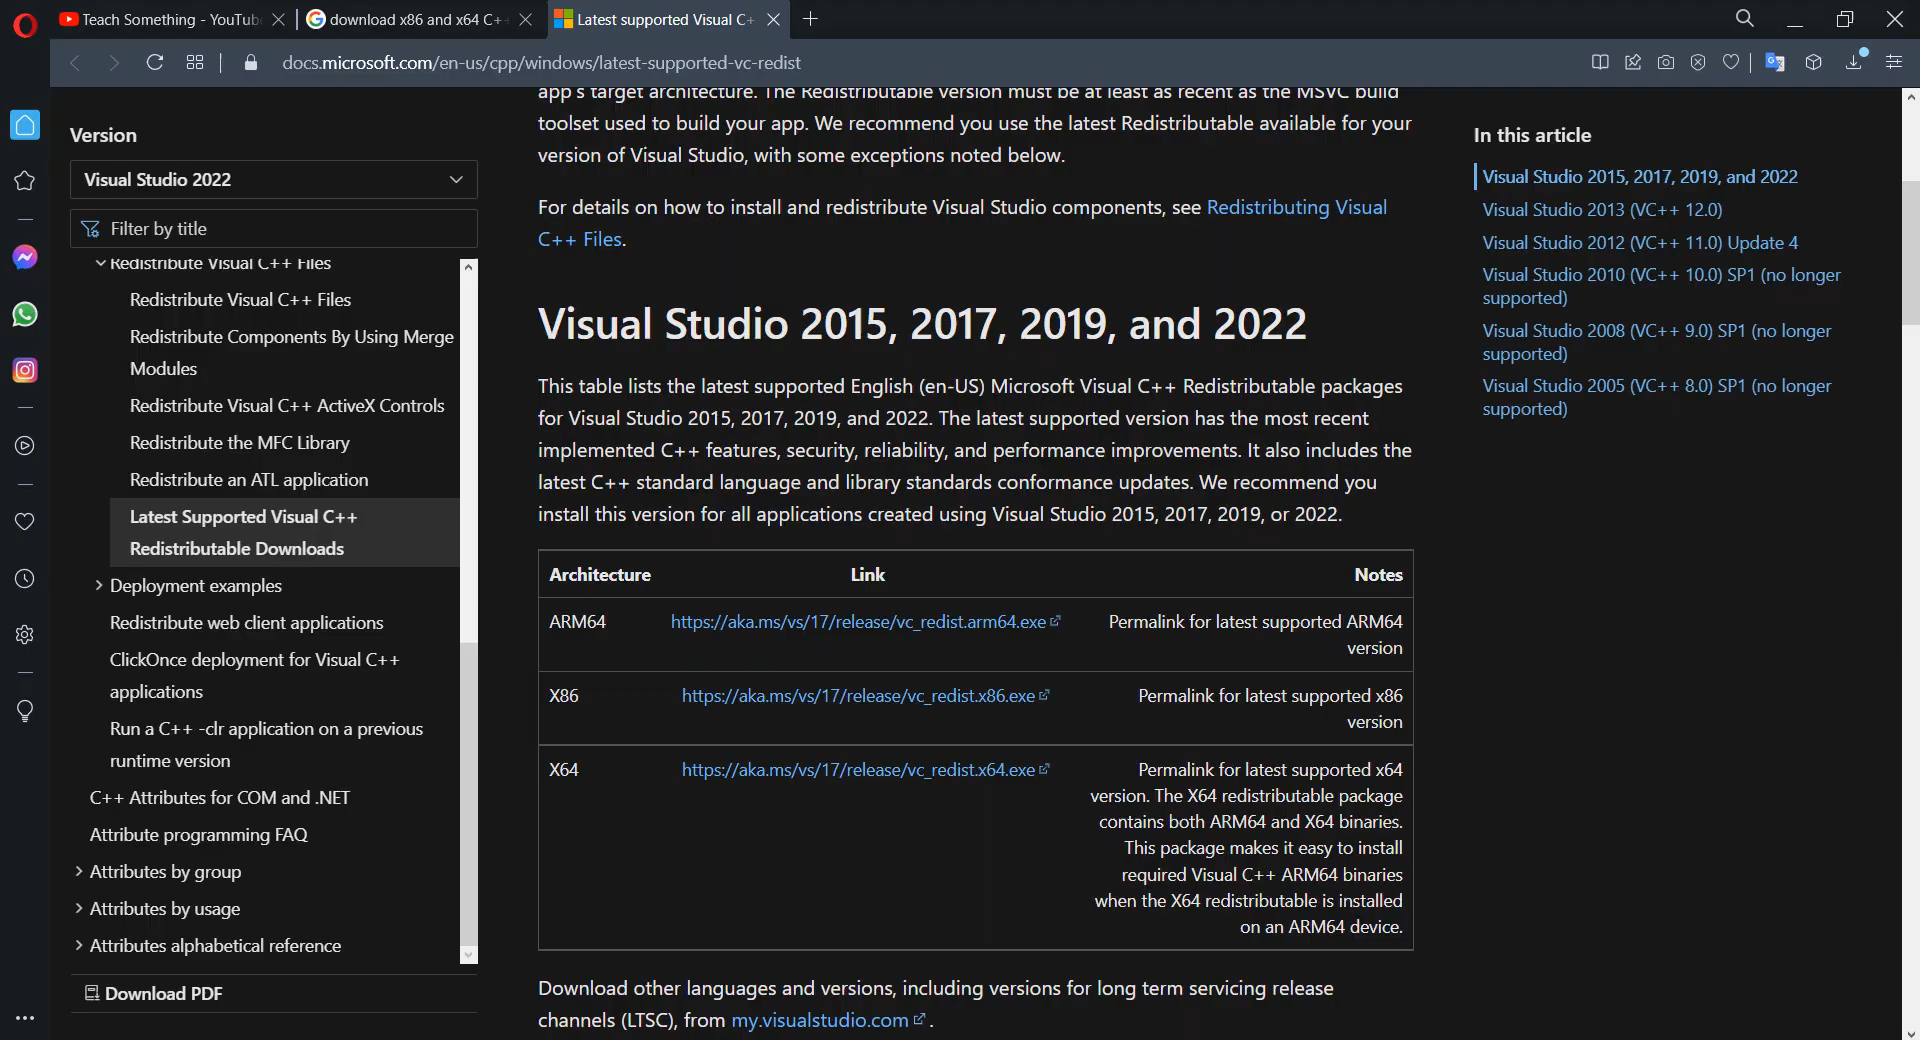 Teach Something - YouTub
download x86 and x64 C++
Latest supported Visual C+
docs.microsoft.com/en-us/cpp/windows/latest-supported-vc-redist
Version
Visual Studio 2022
Filter by title
Redistribute Visual C++ Files
Redistribute Visual C++ Files
Redistribute Components By Using Merge
Modules
Redistribute Visual C++ ActiveX Controls
Redistribute the MFC Library
Redistribute an ATL application
Latest Supported Visual C++
Redistributable Downloads
Deployment examples
Redistribute web client applications
ClickOnce deployment for Visual C++
applications
Run a C++ -clr application on a previous
runtime version
C++ Attributes for COM and .NET
Attribute programming FAQ
Attributes by group
Attributes by usage
Attributes alphabetical reference
Download PDF
app's target architecture. The Redistributable version must be at least as recent as the MSVC build
toolset used to build your app. We recommend you use the latest Redistributable available for your
version of Visual Studio, with some exceptions noted below.
For details on how to install and redistribute Visual Studio components, see Redistributing Visual
C++ Files.
Visual Studio 2015, 2017, 2019, and 2022
This table lists the latest supported English (en-US) Microsoft Visual C++ Redistributable packages
for Visual Studio 2015, 2017, 2019, and 2022. The latest supported version has the most recent
implemented C++ features, security, reliability, and performance improvements. It also includes the
latest C++ standard language and library standards conformance updates. We recommend you
install this version for all applications created using Visual Studio 2015, 2017, 2019, or 2022.
Architecture Link Notes
ARM64 https://aka.ms/vs/17/release/vc_redist.arm64.exe Permalink for latest supported ARM64
version
X86 https://aka.ms/vs/17/release/vc_redist.x86.exe Permalink for latest supported x86
version
X64 https://aka.ms/vs/17/release/vc_redist.x64.exe Permalink for latest supported x64
version. The X64 redistributable package
contains both ARM64 and X64 binaries.
This package makes it easy to install
required Visual C++ ARM64 binaries
when the X64 redistributable is installed
on an ARM64 device.
Download other languages and versions, including versions for long term servicing release
channels (LTSC), from my.visualstudio.com .
In this article
Visual Studio 2015, 2017, 2019, and 2022
Visual Studio 2013 (VC++ 12.0)
Visual Studio 2012 (VC++ 11.0) Update 4
Visual Studio 2010 (VC++ 10.0) SP1 (no longer
supported)
Visual Studio 2008 (VC++ 9.0) SP1 (no longer
supported)
Visual Studio 2005 (VC++ 8.0) SP1 (no longer
supported)